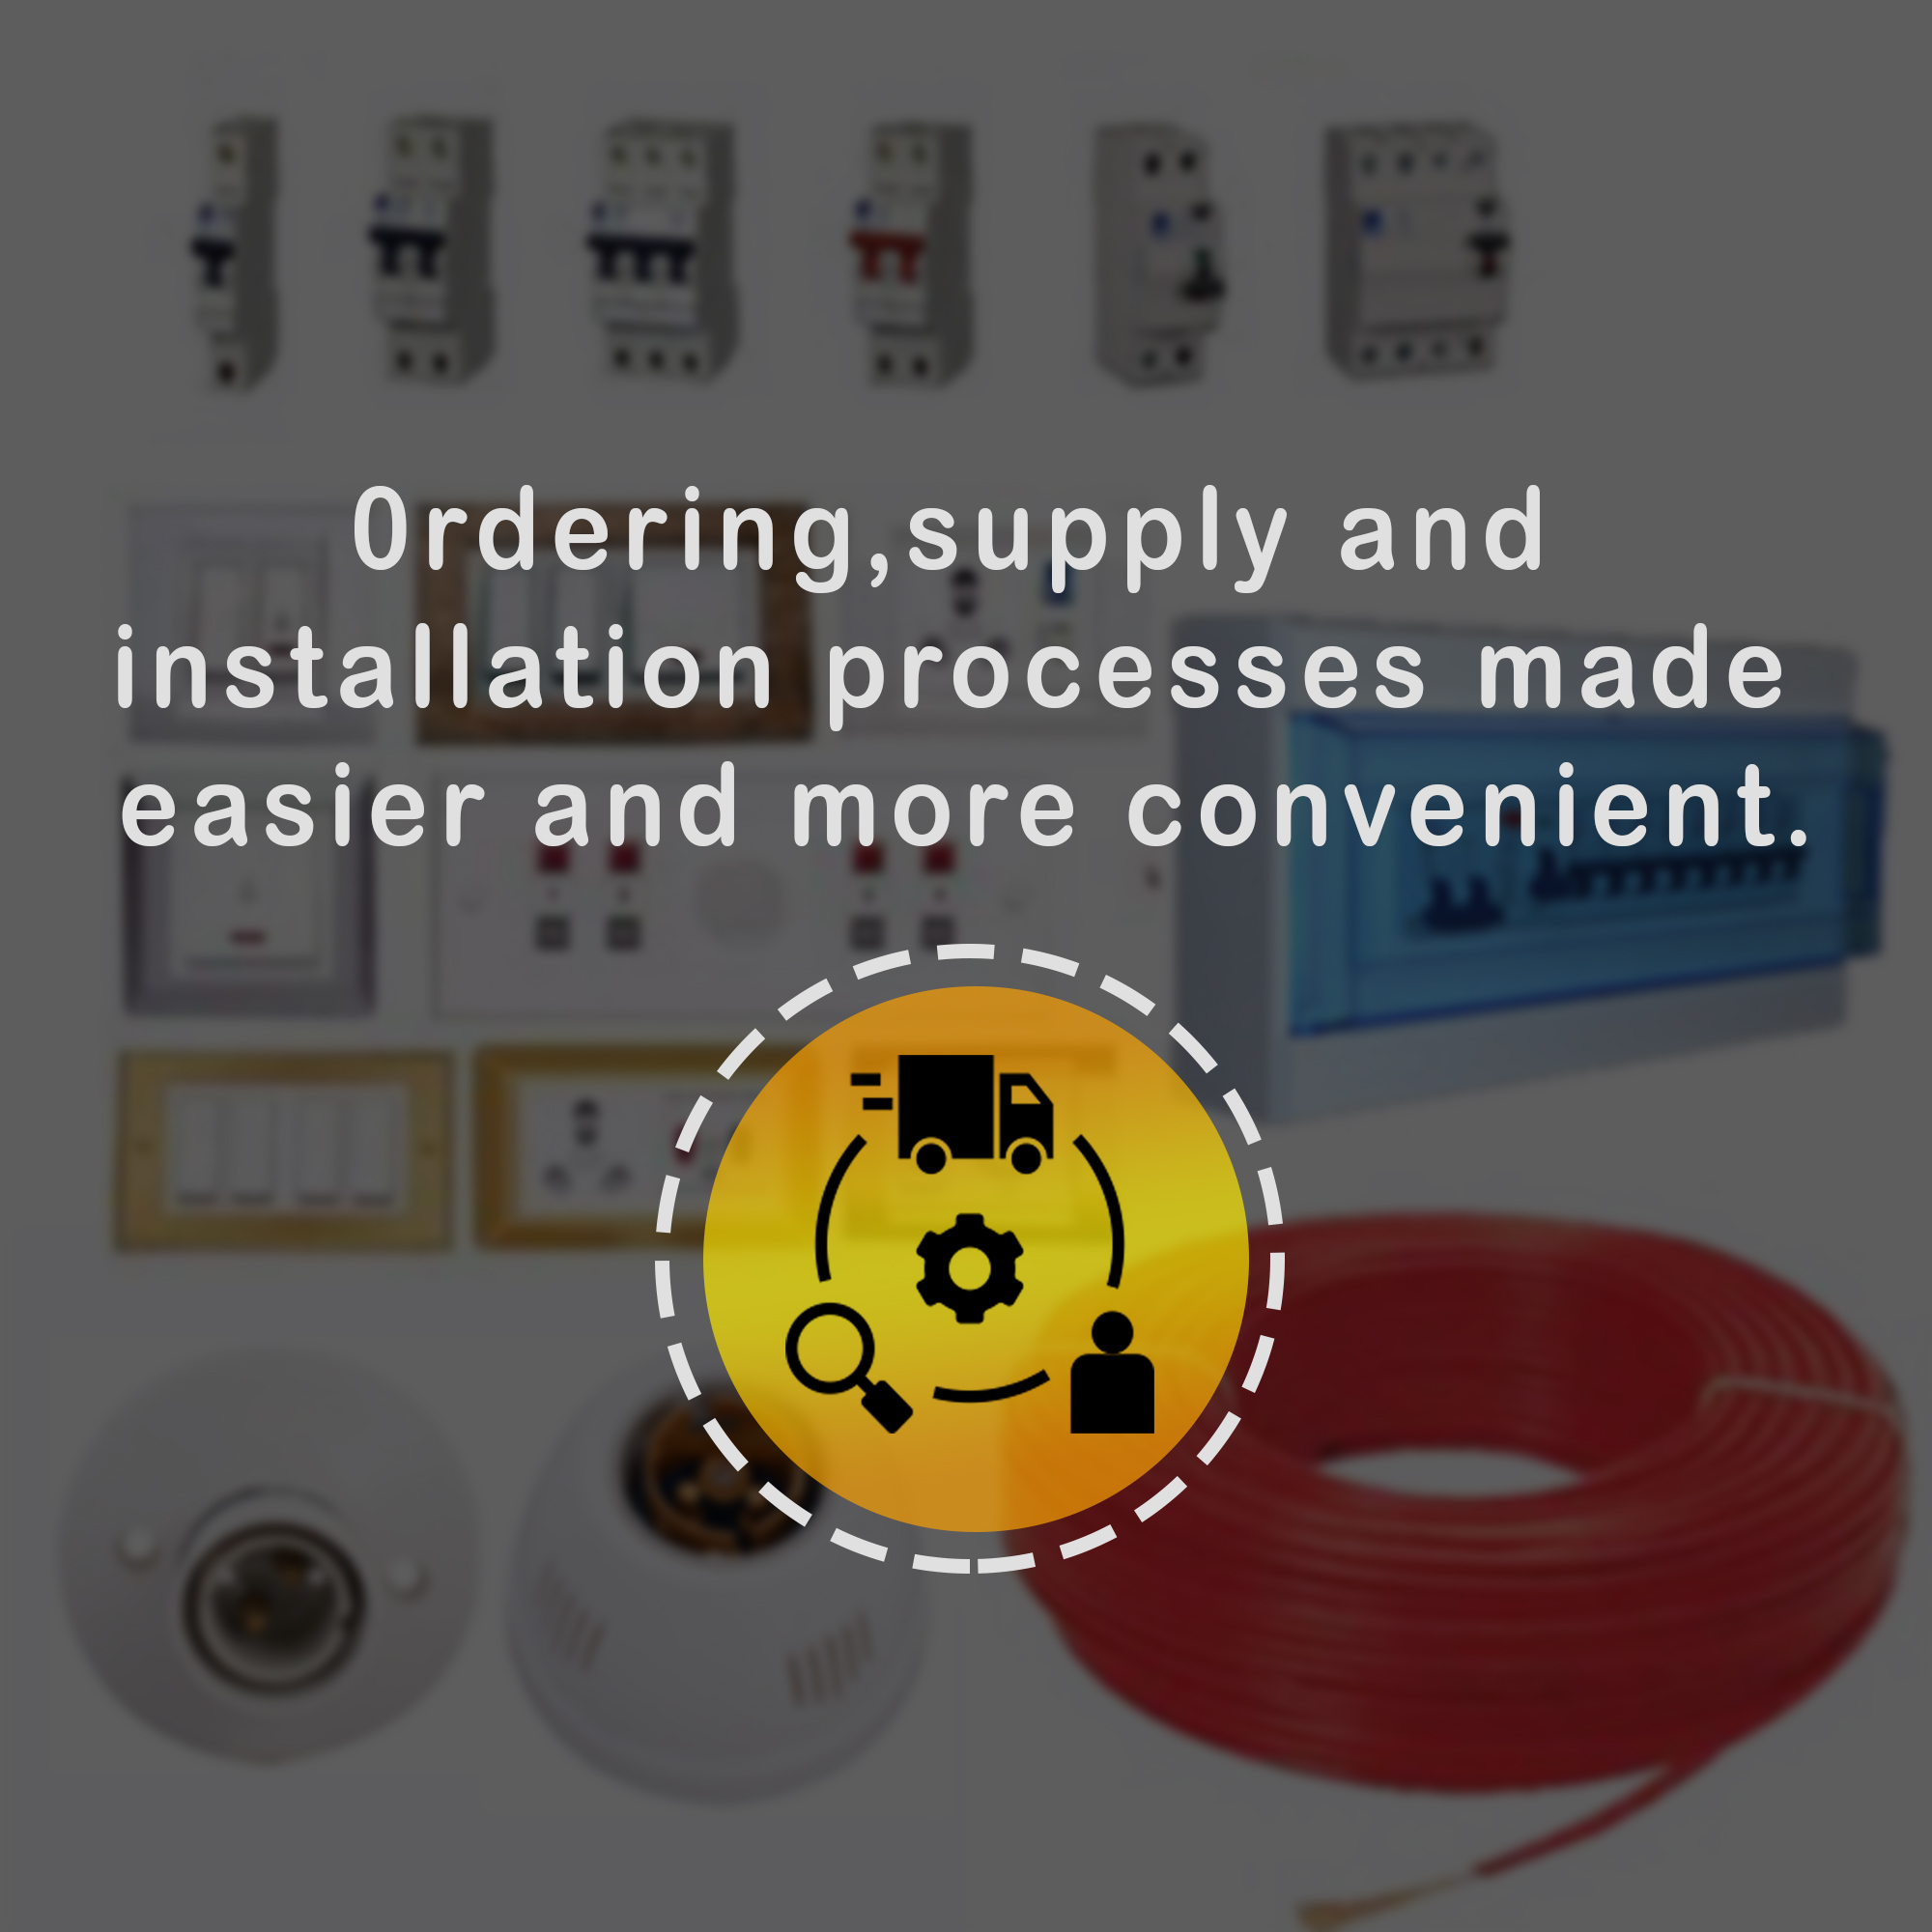 Ordering,supply and
installation processes made
easier and more convenient.